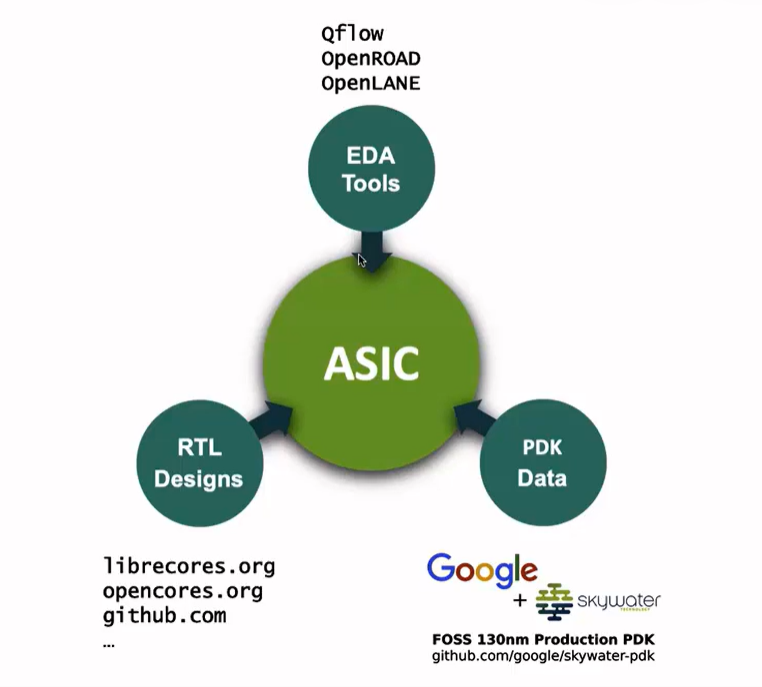 Qflow
OpenROAD
OpenLANE
EDA
Tools
ASIC
RTL
Designs
PDK
Data
librecores.org
opencores.org
github.com
...
Google
+ skywater
TECHNOLOGY
FOSS 130nm Production PDK
github.com/google/skywater-pdk